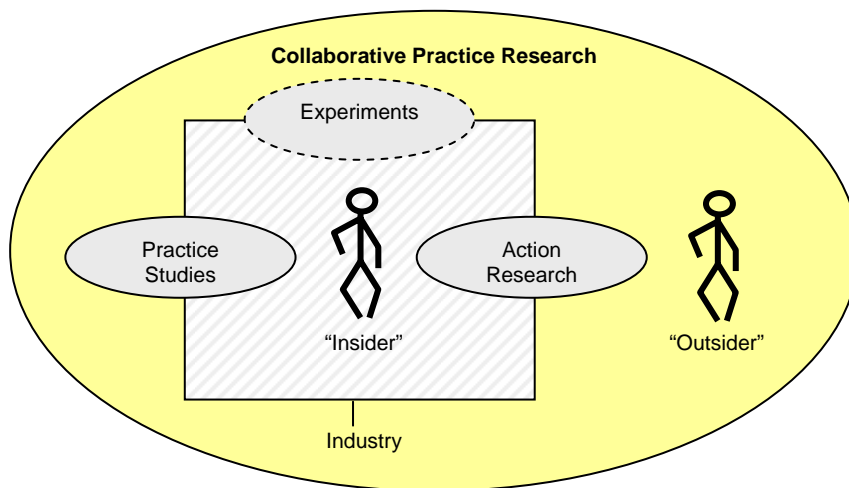 Collaborative Practice Research
Experiments
Practice
Studies
Action
Research
“Insider”
“Outsider”
Industry